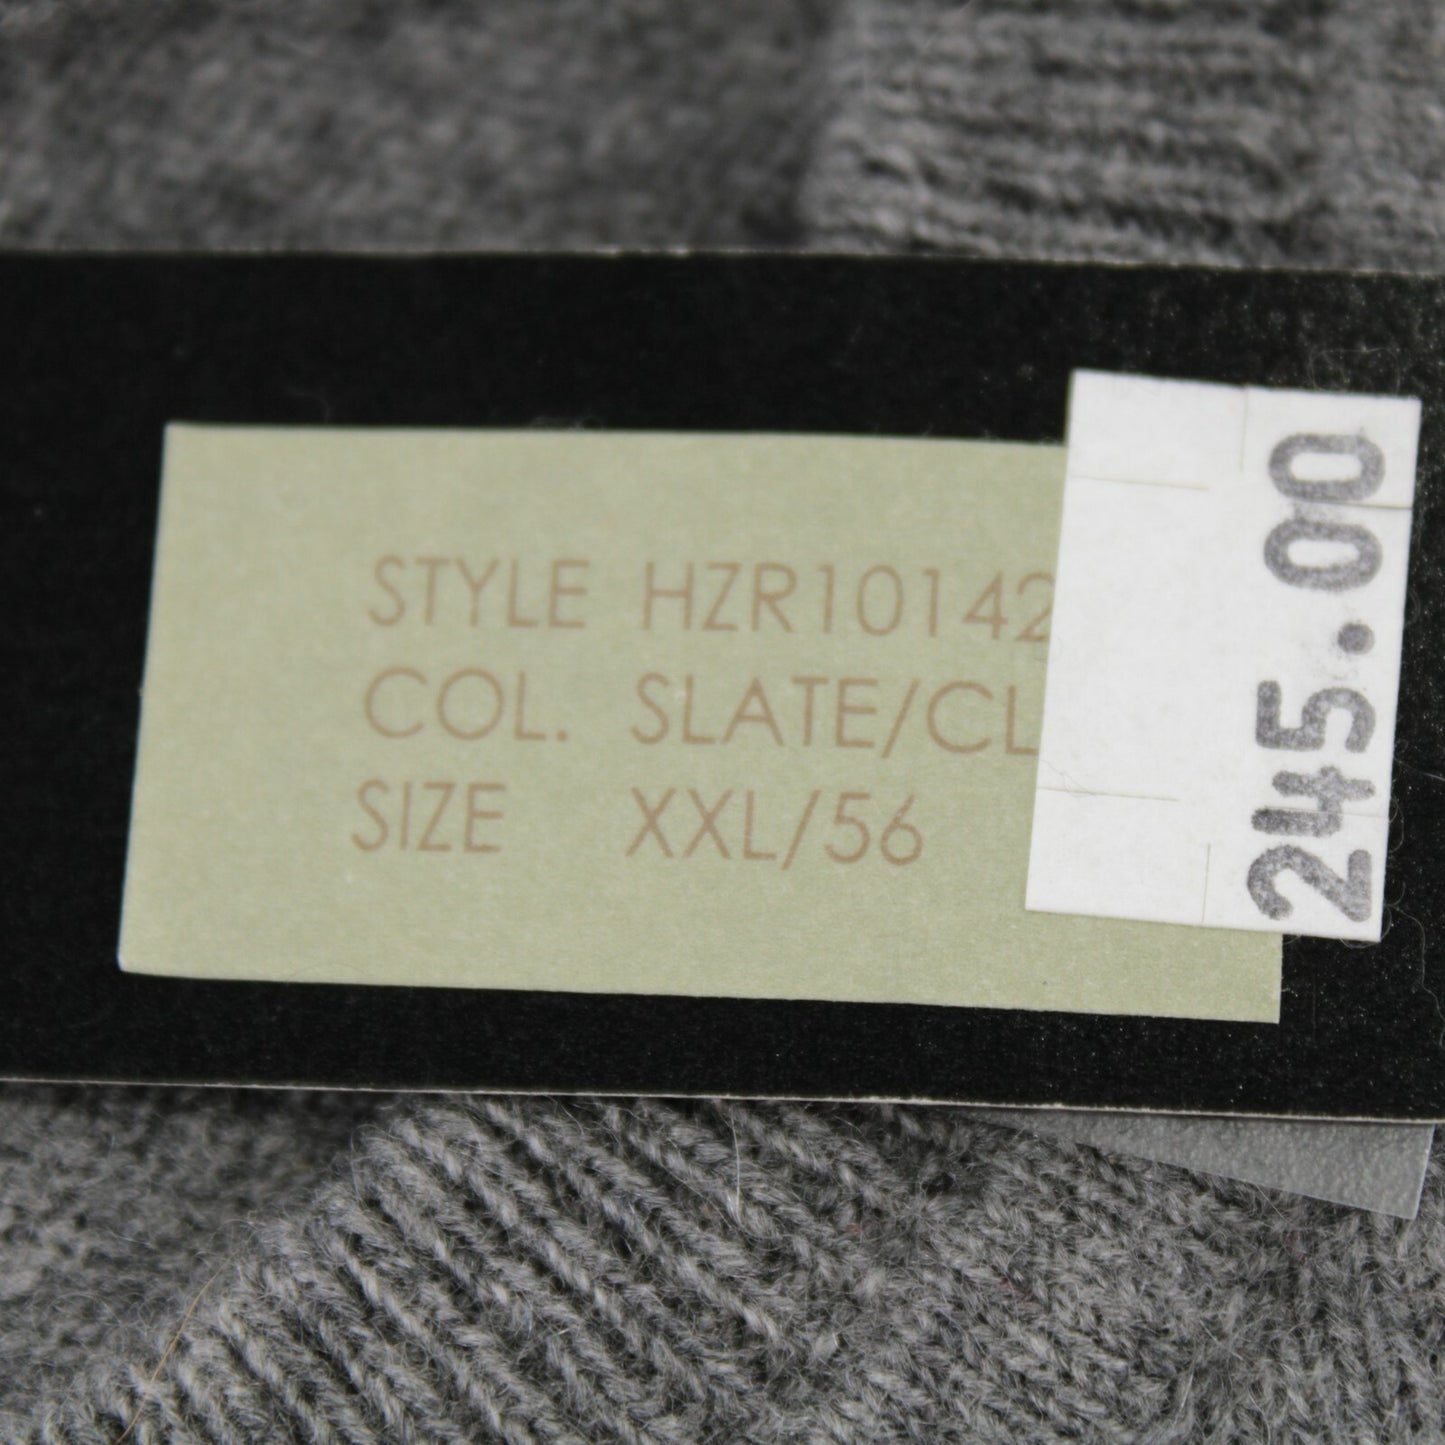 STYLE HZR10142
COL. SLATE/CL
SIZE XXL/56
245.00